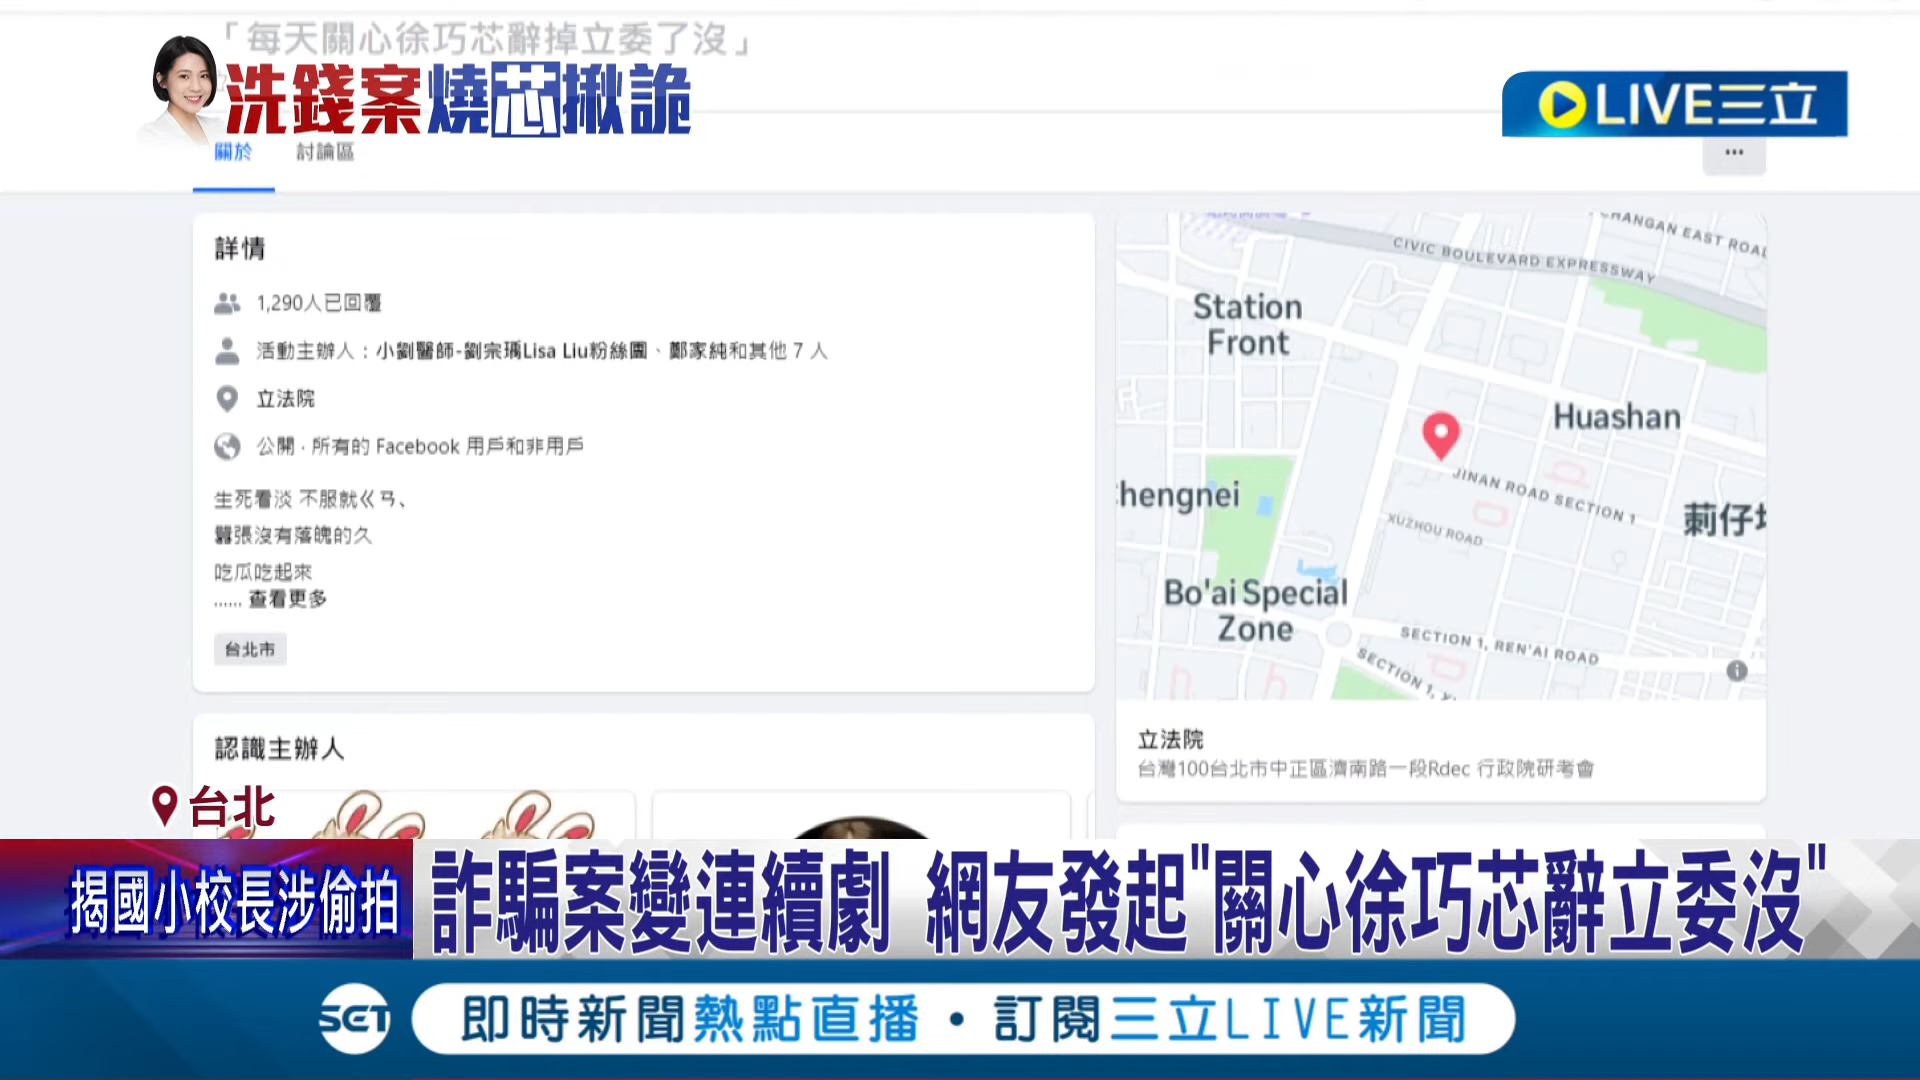 「每天關心徐巧芯辭掉立委了沒」
洗錢案燒芯揪詭
LIVE三立
關於
討論區
詳情
1,290人已回覆
活動主辦人：小劉醫師-劉宗瑀Lisa Liu粉絲團、鄭家純和其他 7 人
立法院
公開 · 所有的 Facebook 用戶和非用戶
生死看淡 不服就ㄍㄢˋ
囂張沒有落魄的久
吃瓜吃起來
...... 查看更多
台北市
認識主辦人
CHANGAN EAST ROAD
CIVIC BOULEVARD EXPRESSWAY
Station
Front
Huashan
JINAN ROAD SECTION 1
XUZHOU ROAD
莿仔
Chengnei
Bo'ai Special
Zone
SECTION 1, REN'AI ROAD
SECTION 1,
立法院
台灣100台北市中正區濟南路一段Rdec 行政院研考會
台北
揭國小校長涉偷拍
詐騙案變連續劇 網友發起"關心徐巧芯辭立委沒"
SET
即時新聞熱點直播・訂閱三立LIVE新聞